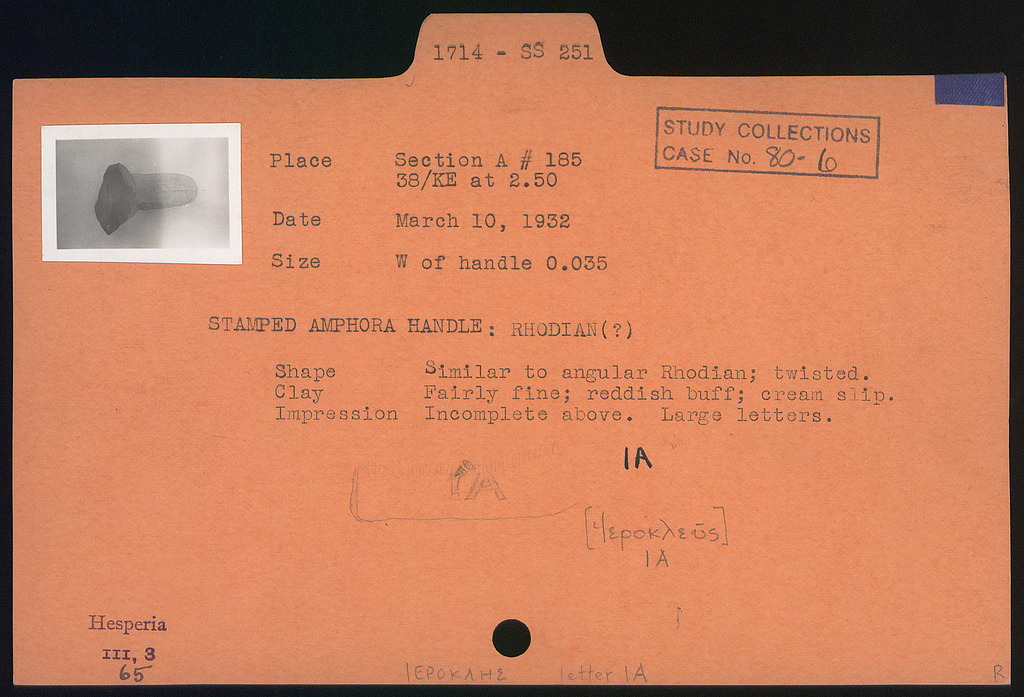 1714 - SS 251
STUDY COLLECTIONS
CASE No. 80-6
Place Section A # 185
38/KE at 2.50
Date March 10, 1932
Size W of handle 0.035
STAMPED AMPHORA HANDLE: RHODIAN(?)
Shape Similar to angular Rhodian; twisted.
Clay Fairly fine; reddish buff; cream slip.
Impression Incomplete above. Large letters.
ΙΑ
ΙΑ
[Ἱεροκλεῦς]
ΙΑ
Hesperia
III, 3
65
ΙΕΡΟΚΛΗΣ letter ΙΑ
R